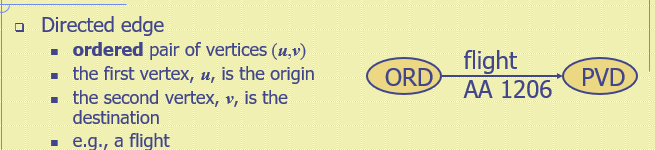 Directed edge
ordered pair of vertices (u,v)
the first vertex, u, is the origin
the second vertex, v, is the
destination
e.g., a flight
ORD
flight
AA 1206
PVD